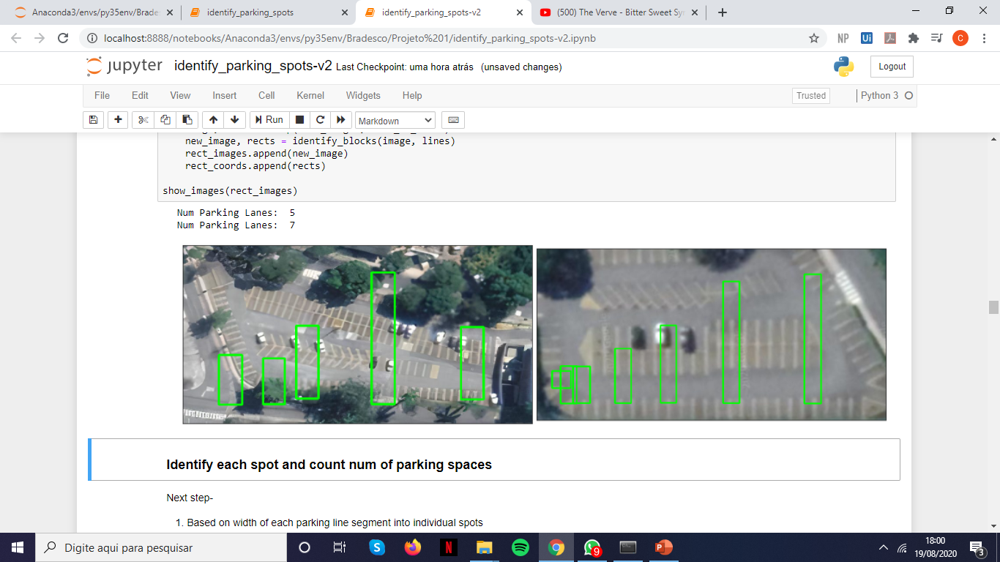 Anaconda3/envs/py35env/Brade
identify_parking_spots
identify_parking_spots-v2
(500) The Verve - Bitter Sweet Sy
localhost:8888/notebooks/Anaconda3/envs/py35env/Bradesco/Projeto%201/identify_parking_spots-v2.ipynb
NP
Ui
C
jupyter
identify_parking_spots-v2 Last Checkpoint: uma hora atrás (unsaved changes)
Logout
File Edit View Insert Cell Kernel Widgets Help
Trusted
Python 3
Run
Markdown
new_image, rects = identify_blocks(image, lines)
rect_images.append(new_image)
rect_coords.append(rects)
show_images(rect_images)
Num Parking Lanes: 5
Num Parking Lanes: 7
Identify each spot and count num of parking spaces
Next step-
1. Based on width of each parking line segment into individual spots
Digite aqui para pesquisar
S
N
9
P
18:00
19/08/2020
3